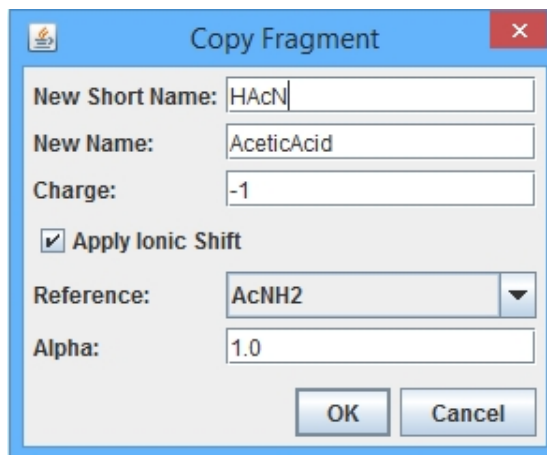 Copy Fragment
New Short Name: HAcN
New Name: AceticAcid
Charge: -1
Apply Ionic Shift
Reference: AcNH2
Alpha: 1.0
OK Cancel